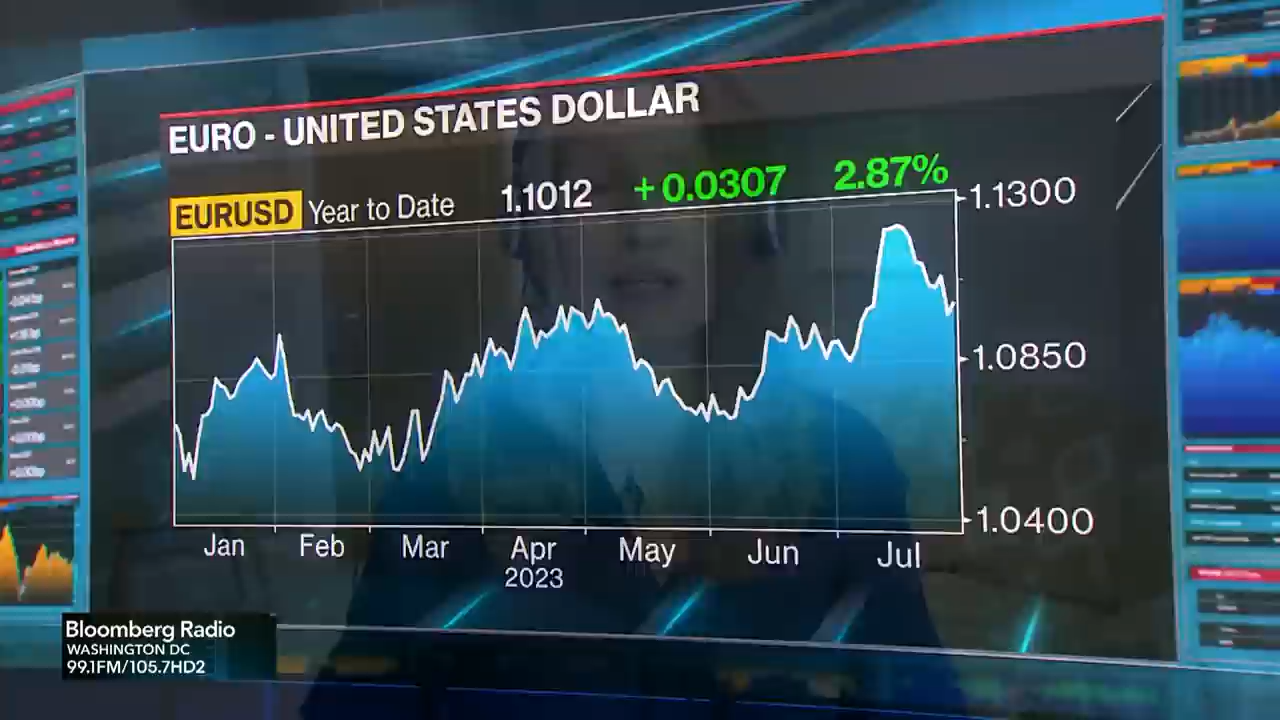 EURO - UNITED STATES DOLLAR
EURUSD Year to Date 1.1012 +0.0307 2.87%
1.1300
1.0850
1.0400
Jan Feb Mar Apr May Jun Jul
2023
Bloomberg Radio
WASHINGTON DC
99.1FM/105.7HD2